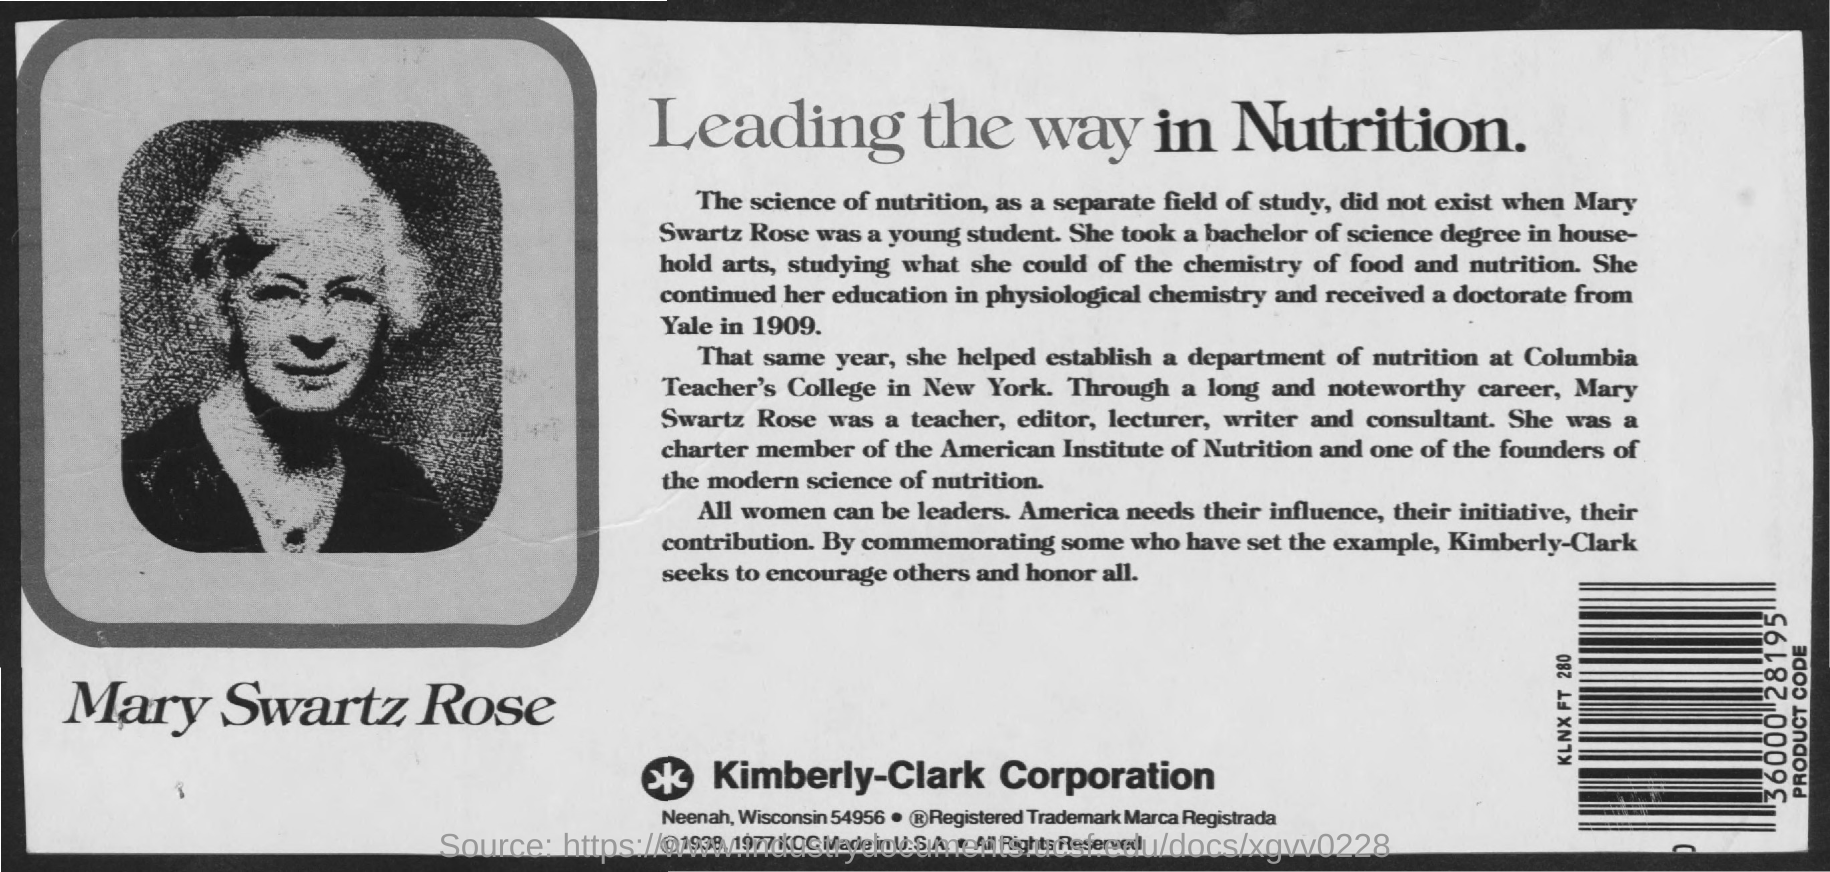 Leading the way in Nutrition.
The science of nutrition, as a separate field of study, did not exist when Mary
Swartz Rose was a young student. She took a bachelor of science degree in house-
hold arts, studying what she could of the chemistry of food and nutrition. She
continued her education in physiological chemistry and received a doctorate from
Yale in 1909.
That same year, she helped establish a department of nutrition at Columbia
Teacher's College in New York. Through a long and noteworthy career, Mary
Swartz Rose was a teacher, editor, lecturer, writer and consultant. She was a
charter member of the American Institute of Nutrition and one of the founders of
the modern science of nutrition.
All women can be leaders. America needs their influence, their initiative, their
contribution. By commemorating some who have set the example, Kimberly-Clark
seeks to encourage others and honor all.
Mary Swartz Rose
Kimberly-Clark Corporation
Neenah, Wisconsin 54956 • ®Registered Trademark Marca Registrada
©1938, 1977 KCC Made in U.S.A. • All Rights Reserved
KLNX FT 280
36000 28195
PRODUCT CODE
Source: https://www.industrydocuments.ucsf.edu/docs/xgvv0228